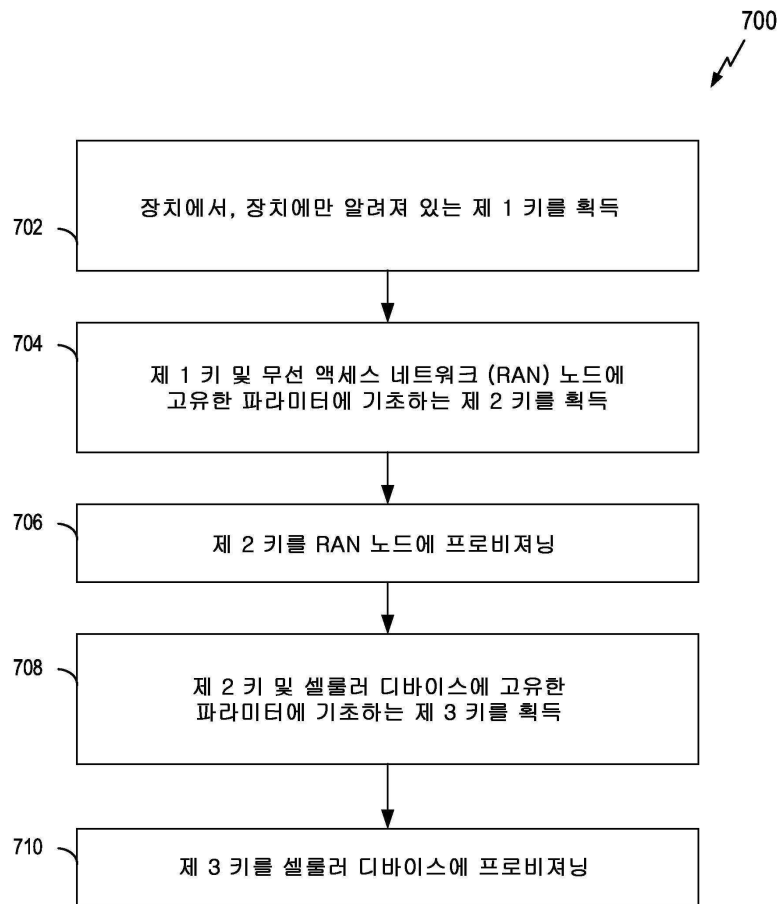 700
702
장치에서, 장치에만 알려져 있는 제 1 키를 획득
704
제 1 키 및 무선 액세스 네트워크 (RAN) 노드에
고유한 파라미터에 기초하는 제 2 키를 획득
706
제 2 키를 RAN 노드에 프로비져닝
708
제 2 키 및 셀룰러 디바이스에 고유한
파라미터에 기초하는 제 3 키를 획득
710
제 3 키를 셀룰러 디바이스에 프로비져닝